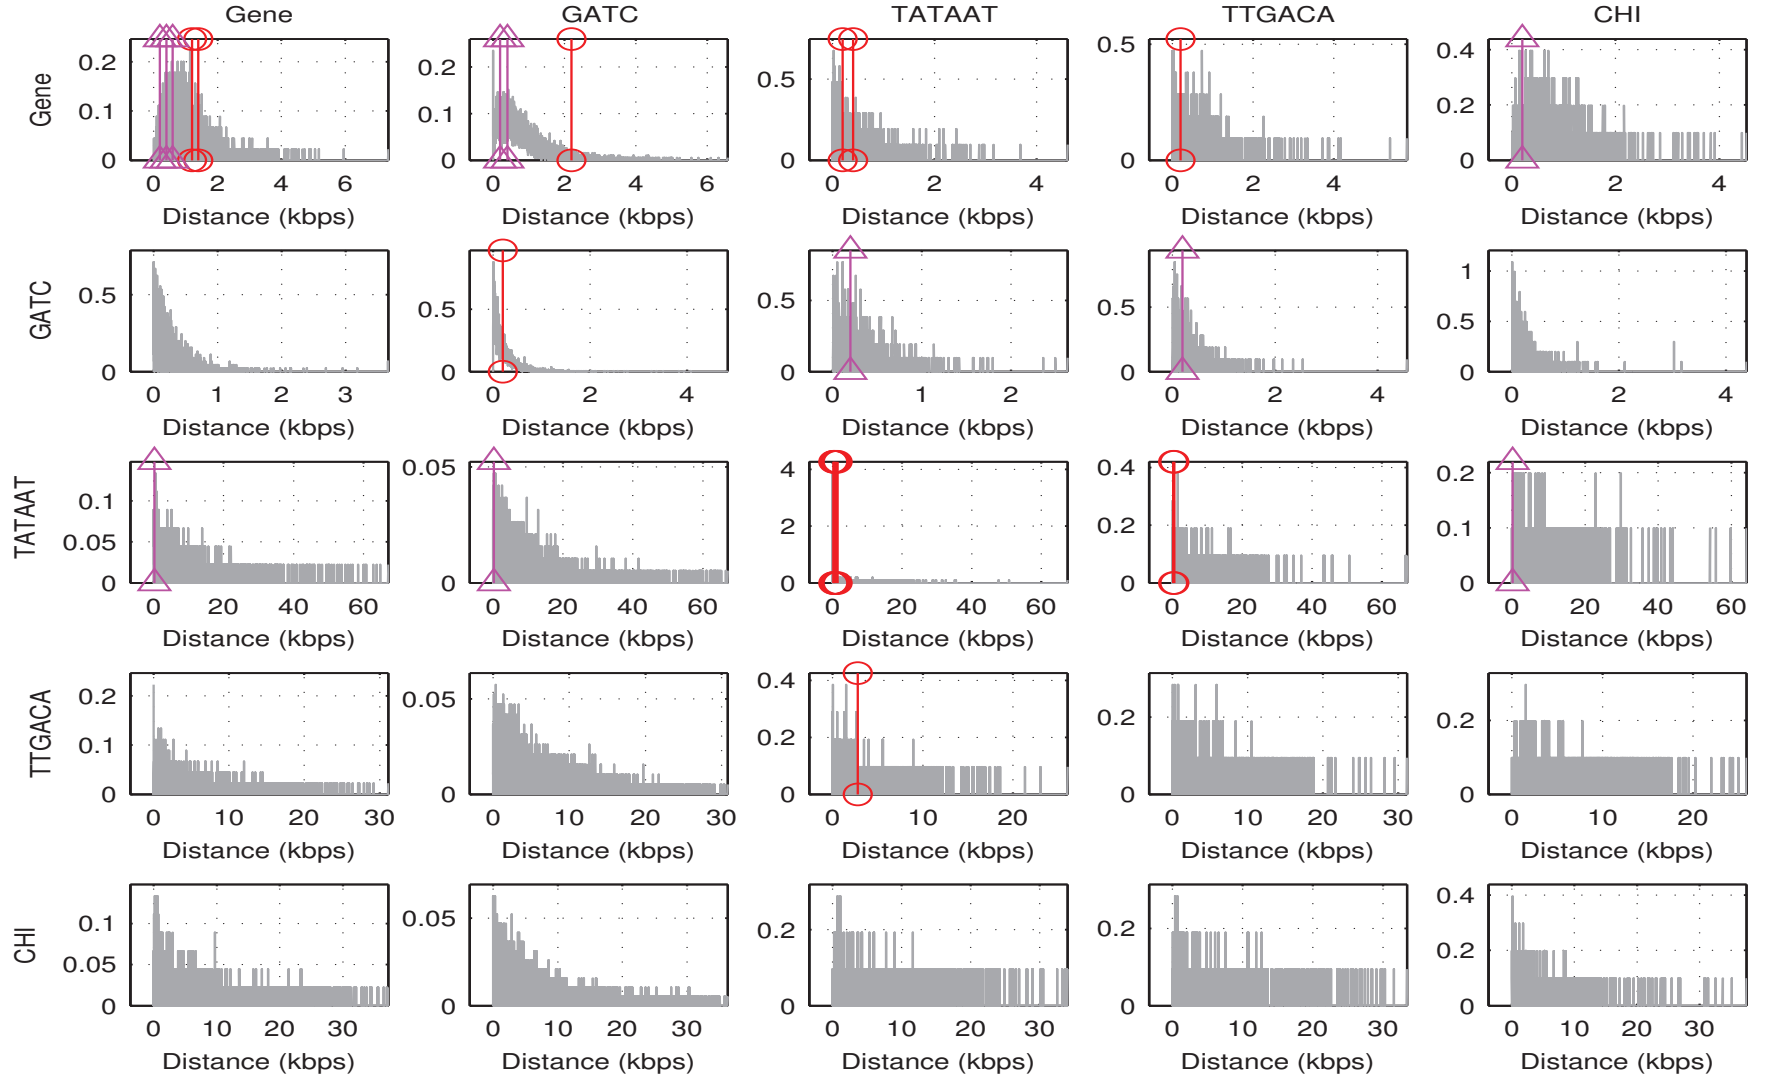 Gene GATC TATAAT TTGACA CHI
Gene
0.2 0.1 0
0 2 4 6
Distance (kbps)
0.2 0.1 0
0 2 4 6
Distance (kbps)
0.5 0
0 2 4
Distance (kbps)
0.5 0
0 2 4
Distance (kbps)
0.4 0.2 0
0 2 4
Distance (kbps)
GATC
0.5 0
0 1 2 3
Distance (kbps)
0.5 0
0 2 4
Distance (kbps)
0.5 0
0 1 2
Distance (kbps)
0.5 0
0 2 4
Distance (kbps)
1 0.5 0
0 2 4
Distance (kbps)
TATAAT
0.1 0.05 0
0 20 40 60
Distance (kbps)
0.05 0
0 20 40 60
Distance (kbps)
4 2 0
0 20 40 60
Distance (kbps)
0.4 0.2 0
0 20 40 60
Distance (kbps)
0.2 0.1 0
0 20 40 60
Distance (kbps)
TTGACA
0.2 0.1 0
0 10 20 30
Distance (kbps)
0.05 0
0 10 20 30
Distance (kbps)
0.4 0.2 0
0 10 20
Distance (kbps)
0.2 0
0 10 20 30
Distance (kbps)
0.2 0
0 10 20
Distance (kbps)
CHI
0.1 0.05 0
0 10 20 30
Distance (kbps)
0.05 0
0 10 20 30
Distance (kbps)
0.2 0
0 10 20 30
Distance (kbps)
0.2 0
0 10 20 30
Distance (kbps)
0.4 0.2 0
0 10 20 30
Distance (kbps)